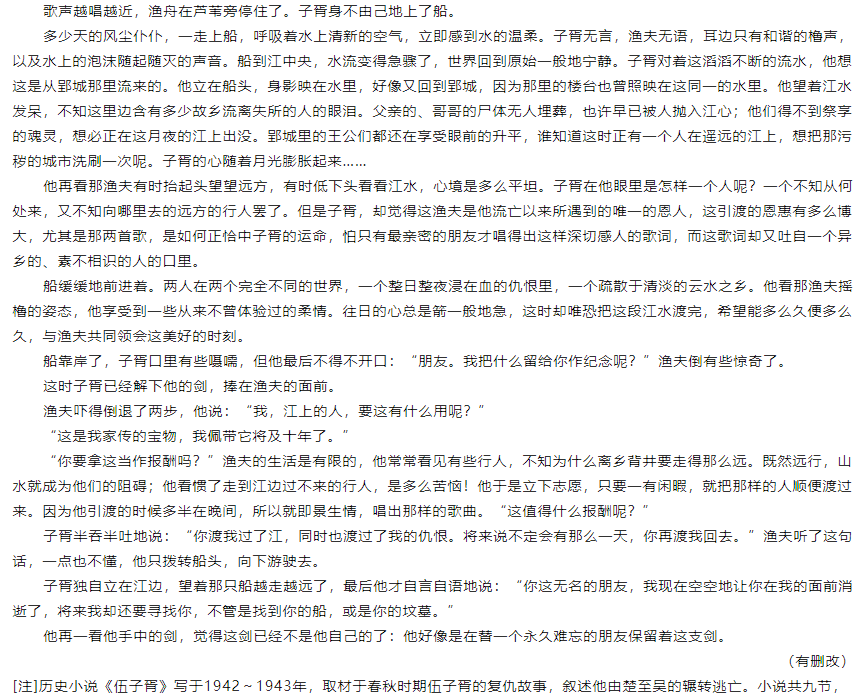 歌声越唱越近，渔舟在芦苇旁停住了。子胥身不由己地上了船。
多少天的风尘仆仆，一走上船，呼吸着水上清新的空气，立即感到水的温柔。子胥无言，渔夫无语，耳边只有和谐的橹声，
以及水上的泡沫随起随灭的声音。船到江中央，水流变得急骤了，世界回到原始一般地宁静。子胥对着这滔滔不断的流水，他想
这是从郢城那里流来的。他立在船头，身影映在水里，好像又回到郢城，因为那里的楼台也曾照映在这同一的水里。他望着江水
发呆，不知这里边含有多少故乡流离失所的人的眼泪。父亲的、哥哥的尸体无人埋葬，也许早已被人抛入江心；他们得不到祭享
的魂灵，想必正在这月夜的江上出没。郢城里的王公们都还在享受眼前的升平，谁知道这时正有一个人在遥远的江上，想把那污
秽的城市洗刷一次呢。子胥的心随着月光膨胀起来……
他再看那渔夫有时抬起头望望远方，有时低下头看看江水，心境是多么平坦。子胥在他眼里是怎样一个人呢？一个不知从何
处来，又不知向哪里去的远方的行人罢了。但是子胥，却觉得这渔夫是他流亡以来所遇到的唯一的恩人，这引渡的恩惠有多么博
大，尤其是那两首歌，是如何正恰中子胥的运命，怕只有最亲密的朋友才唱得出这样深切感人的歌词，而这歌词却又吐自一个异
乡的、素不相识的人的口里。
船缓缓地前进着。两人在两个完全不同的世界，一个整日整夜浸在血的仇恨里，一个疏散于清淡的云水之乡。他看那渔夫摇
橹的姿态，他享受到一些从来不曾体验过的柔情。往日的心总是箭一般地急，这时却唯恐把这段江水渡完，希望能多么久便多么
久，与渔夫共同领会这美好的时刻。
船靠岸了，子胥口里有些嗫嚅，但他最后不得不开口：“朋友。我把什么留给你作纪念呢？”渔夫倒有些惊奇了。
这时子胥已经解下他的剑，捧在渔夫的面前。
渔夫吓得倒退了两步，他说：“我，江上的人，要这有什么用呢？”
“这是我家传的宝物，我佩带它将及十年了。”
“你要拿这当作报酬吗？”渔夫的生活是有限的，他常常看见有些行人，不知为什么离乡背井要走得那么远。既然远行，山
水就成为他们的阻碍；他看惯了走到江边过不来的行人，是多么苦恼！他于是立下志愿，只要一有闲暇，就把那样的人顺便渡过
来。因为他引渡的时候多半在晚间，所以就即景生情，唱出那样的歌曲。“这值得什么报酬呢？”
子胥半吞半吐地说：“你渡我过了江，同时也渡过了我的仇恨。将来说不定会有那么一天，你再渡我回去。”渔夫听了这句
话，一点也不懂，他只拨转船头，向下游驶去。
子胥独自立在江边，望着那只船越走越远了，最后他才自言自语地说：“你这无名的朋友，我现在空空地让你在我的面前消
逝了，将来我却还要寻找你，不管是找到你的船，或是你的坟墓。”
他再一看他手中的剑，觉得这剑已经不是他自己的了：他好像是在替一个永久难忘的朋友保留着这支剑。
（有删改）
[注]历史小说《伍子胥》写于1942～1943年，取材于春秋时期伍子胥的复仇故事，叙述他由楚至吴的辗转逃亡。小说共九节，